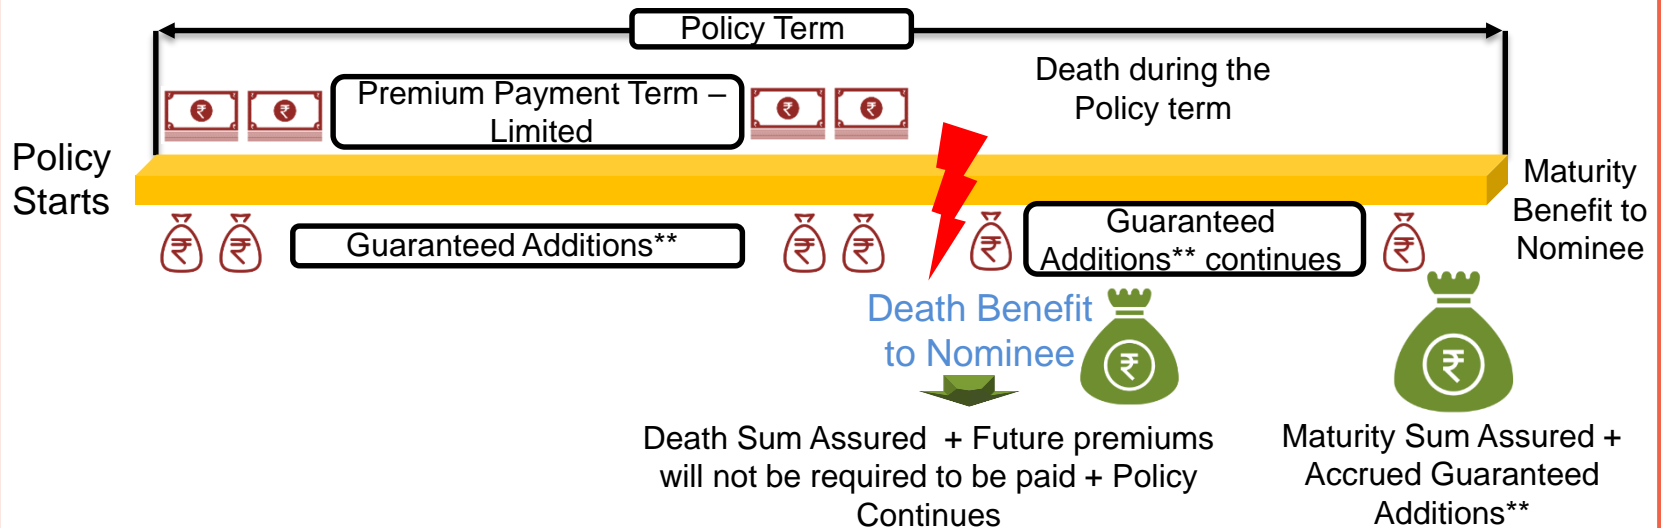 Policy Term
Death during the
Policy term
Premium Payment Term –
Limited
Policy
Starts
Maturity
Benefit to
Nominee
Guaranteed Additions**
Guaranteed
Additions** continues
Death Benefit
to Nominee
Death Sum Assured + Future premiums
will not be required to be paid + Policy
Continues
Maturity Sum Assured +
Accrued Guaranteed
Additions**